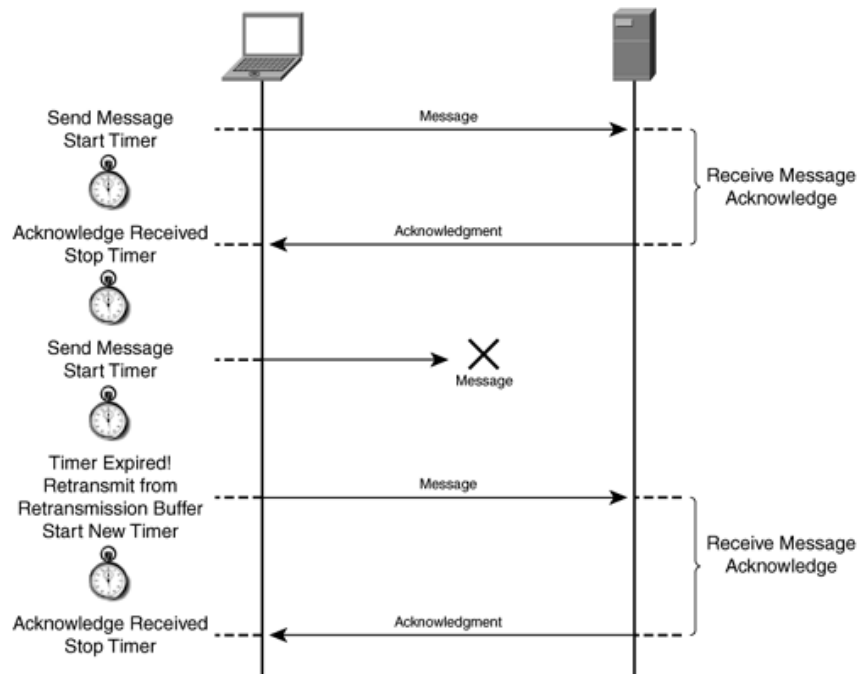 Send Message
Start Timer
Message
Receive Message
Acknowledge
Acknowledge Received
Stop Timer
Acknowledgment
Send Message
Start Timer
Message
Timer Expired!
Retransmit from
Retransmission Buffer
Start New Timer
Message
Receive Message
Acknowledge
Acknowledge Received
Stop Timer
Acknowledgment